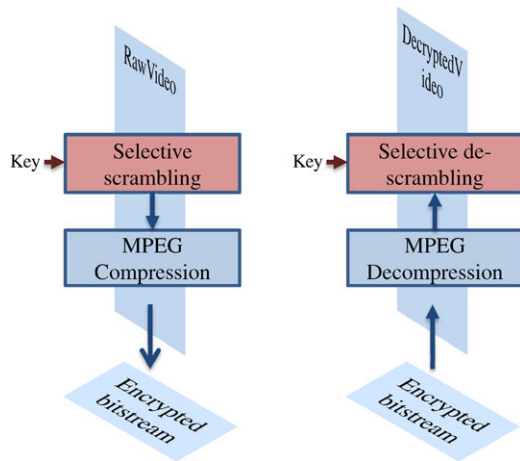 RawVideo
Key
Selective
scrambling
MPEG
Compression
Encrypted
bitstream
DecryptedV
ideo
Key
Selective de-
scrambling
MPEG
Decompression
Encrypted
bitstream